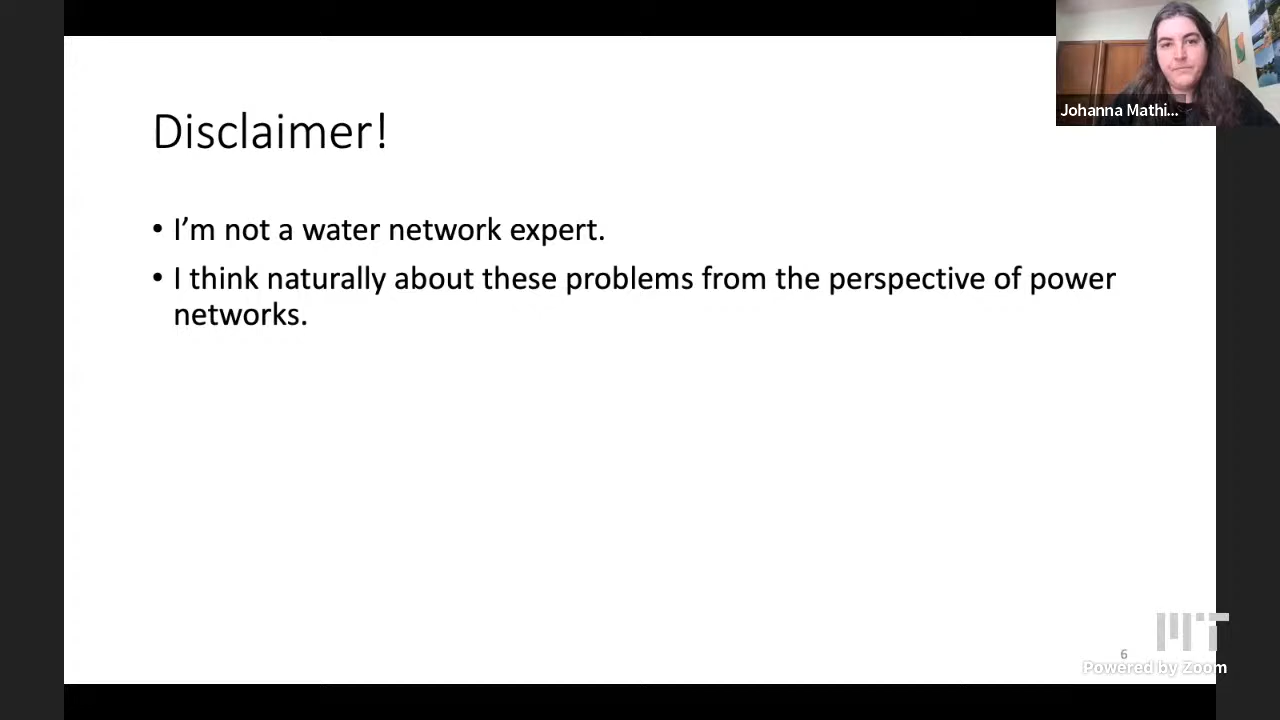 Johanna Mathi...
Disclaimer!
• I'm not a water network expert.
• I think naturally about these problems from the perspective of power
networks.
MIT
6
Powered by Zoom